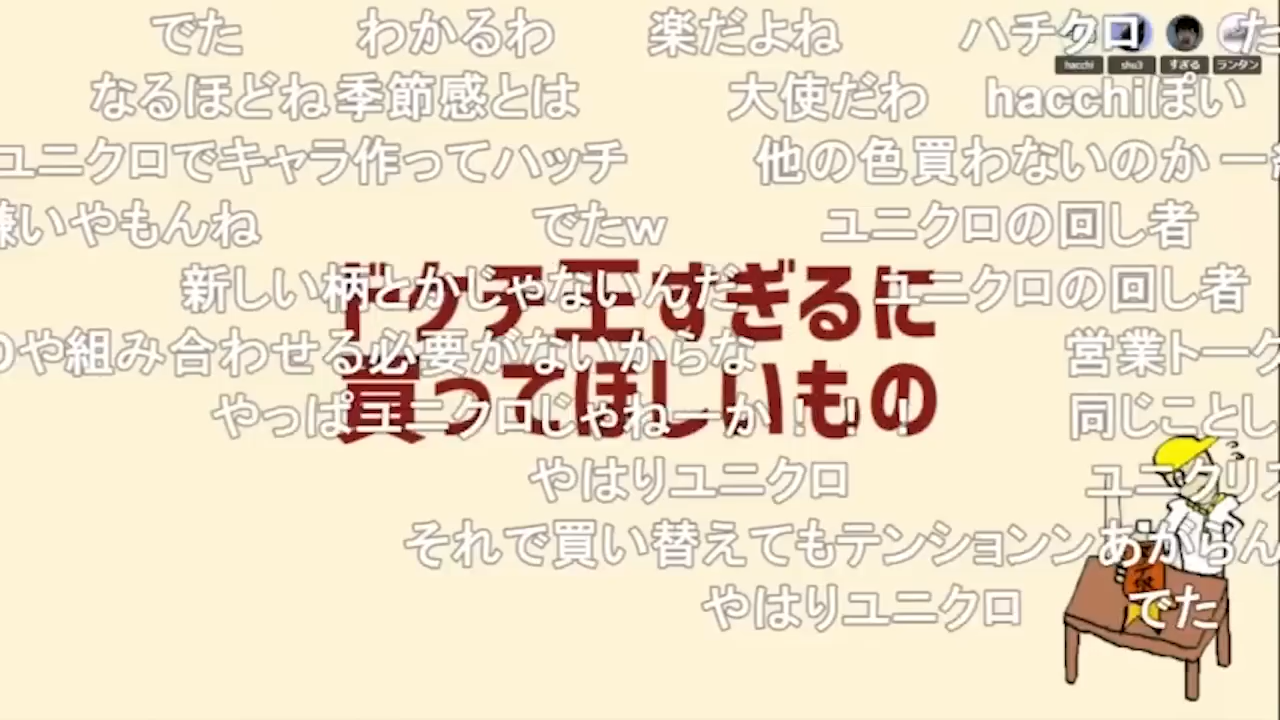 でた わかるわ 楽だよね ハチクロ た
hacchi shu3 すぎる ランタン
なるほどね 季節感とは 大使だわ hacchiぽい
ユニクロでキャラ作ってハッチ 他の色買わないのか 一
嫌いやもんね でたw ユニクロの回し者
新しい柄とかじゃないんだ ユニクロの回し者
ドケチ王すぎるに
のや組み合わせる必要がないからな 営業トーク
買ってほしいもの
やっぱユニクロじゃねーか！！！ 同じことし
やはりユニクロ ユニクリ
それで買い替えてもテンションン あがらん
やはりユニクロ でた